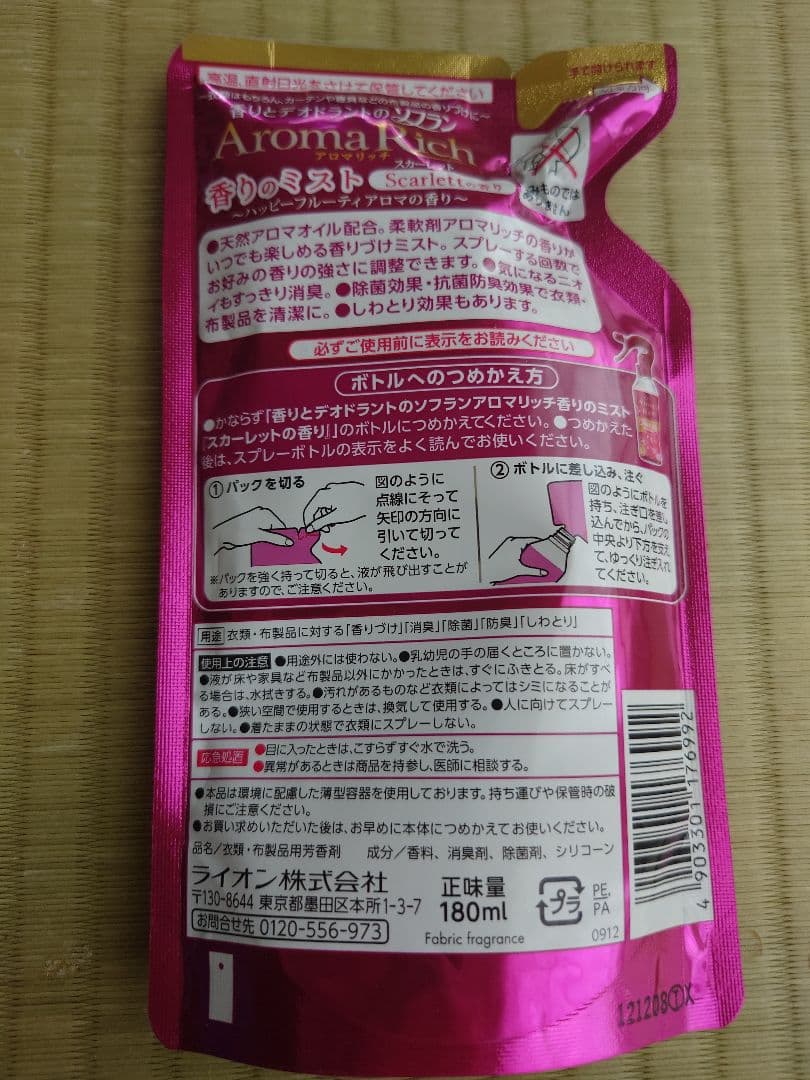 手で開けられます
高温、直射日光をさけて保管してください
～衣類はもちろん、カーテンや寝具などの布製品の香りづけに～
香りとデオドラントのソフラン
Aroma Rich
アロマリッチ
スカーレット
香りのミスト Scarlettの香り
～ハッピーフルーティアロマの香り～
みものでは
ありません
●天然アロマオイル配合。柔軟剤アロマリッチの香りが
いつでも楽しめる香りづけミスト。スプレーする回数で
お好みの香りの強さに調整できます。●気になるニオ
イもすっきり消臭。●除菌効果・抗菌防臭効果で衣類・
布製品を清潔に。●しわとり効果もあります。
必ずご使用前に表示をお読みください
ボトルへのつめかえ方
●かならず「香りとデオドラントのソフランアロマリッチ香りのミスト
『スカーレットの香り』」のボトルにつめかえてください。●つめかえた
後は、スプレーボトルの表示をよく読んでお使いください。
①パックを切る
図のように
点線にそって
矢印の方向に
引いて切って
ください。
※パックを強く持って切ると、液が飛び出すことが
ありますので、ご注意ください。
②ボトルに差し込み、注ぐ
図のようにボトルを
持ち、注ぎ口を差し
込んでから、パックの
中央より下方を支え
て、ゆっくり注ぎ入れ
てください。
用途 衣類・布製品に対する「香りづけ」「消臭」「除菌」「防臭」「しわとり」
使用上の注意 ●用途外には使わない。●乳幼児の手の届くところに置かない。
●液が床や家具など布製品以外にかかったときは、すぐにふきとる。床がすべ
る場合は、水拭きする。●汚れがあるものなど衣類によってはシミになることが
ある。●狭い空間で使用するときは、換気して使用する。●人に向けてスプレー
しない。●着たままの状態で衣類にスプレーしない。
応急処置 ●目に入ったときは、こすらずすぐ水で洗う。
●異常があるときは商品を持参し、医師に相談する。
●本品は環境に配慮した薄型容器を使用しております。持ち運びや保管時の破
損にご注意ください。
●お買い求めいただいた後は、お早めに本体につめかえてお使いください。
品名／衣類・布製品用芳香剤 成分／香料、消臭剤、除菌剤、シリコーン
ライオン株式会社
〒130-8644 東京都墨田区本所1-3-7
お問合せ先 0120-556-973
正味量
180ml
Fabric fragrance
プラ
PE,
PA
0912
4 903301 176992
121208ⓉX